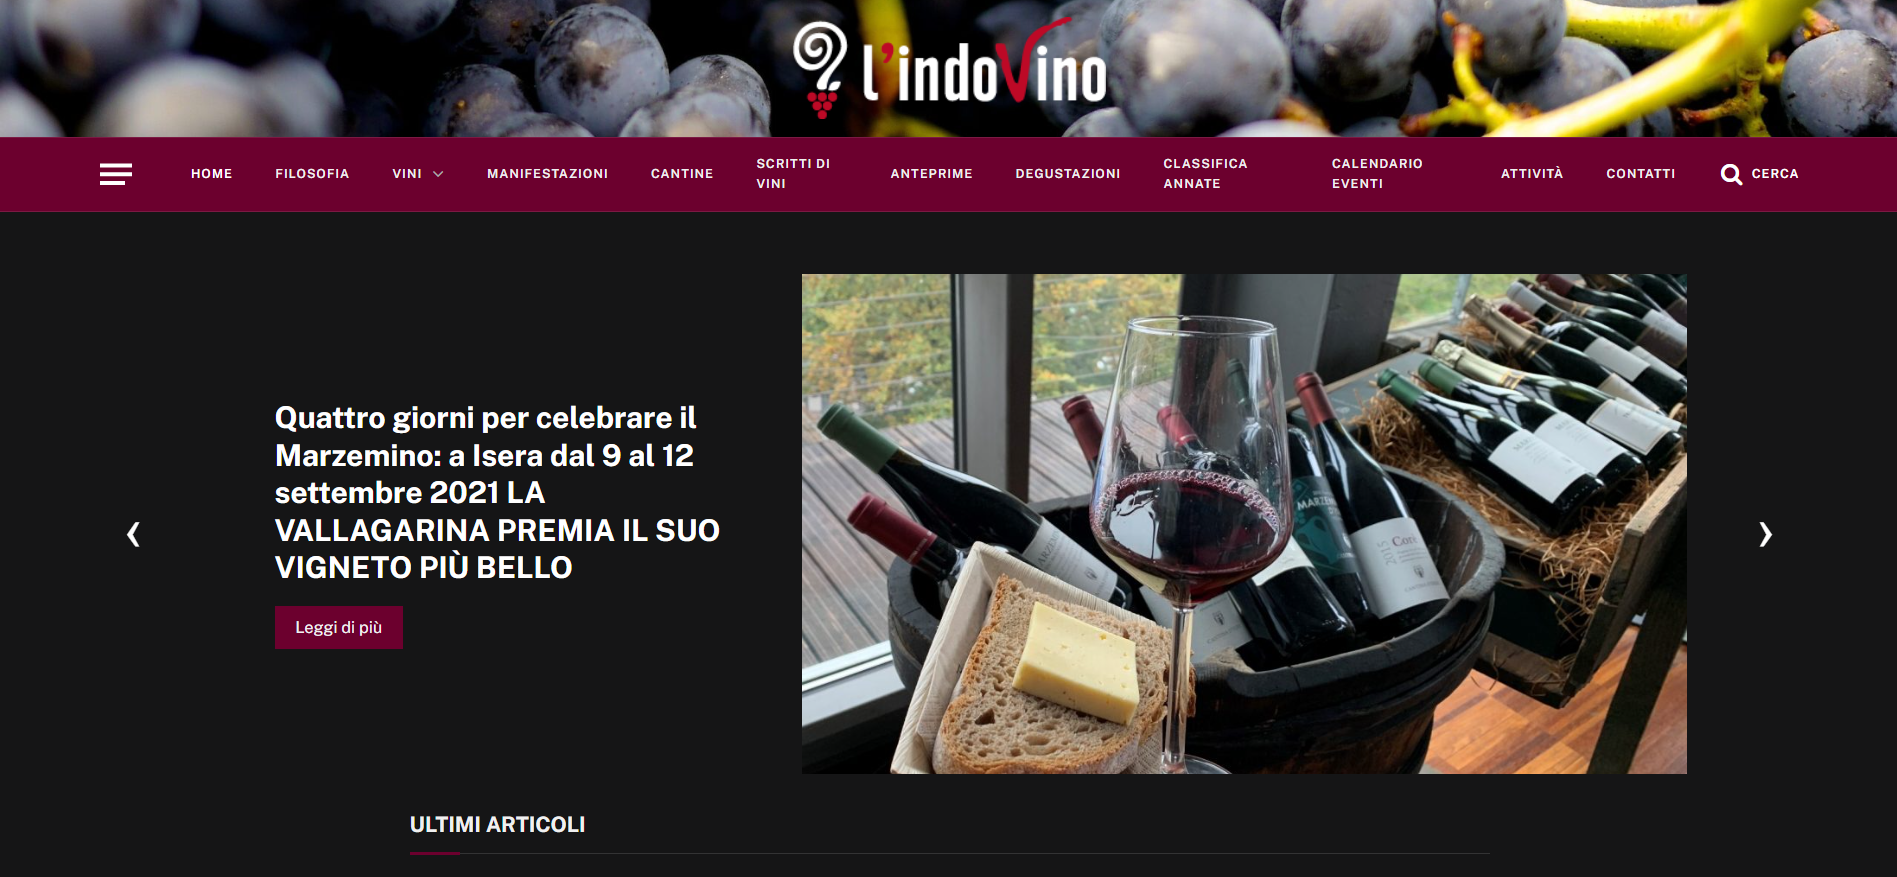 l'indoVino
HOME
FILOSOFIA
VINI
MANIFESTAZIONI
CANTINE
SCRITTI DI
VINI
ANTEPRIME
DEGUSTAZIONI
CLASSIFICA
ANNATE
CALENDARIO
EVENTI
ATTIVITÀ
CONTATTI
CERCA
Quattro giorni per celebrare il
Marzemino: a Isera dal 9 al 12
settembre 2021 LA
VALLAGARINA PREMIA IL SUO
VIGNETO PIÙ BELLO
Leggi di più
ULTIMI ARTICOLI